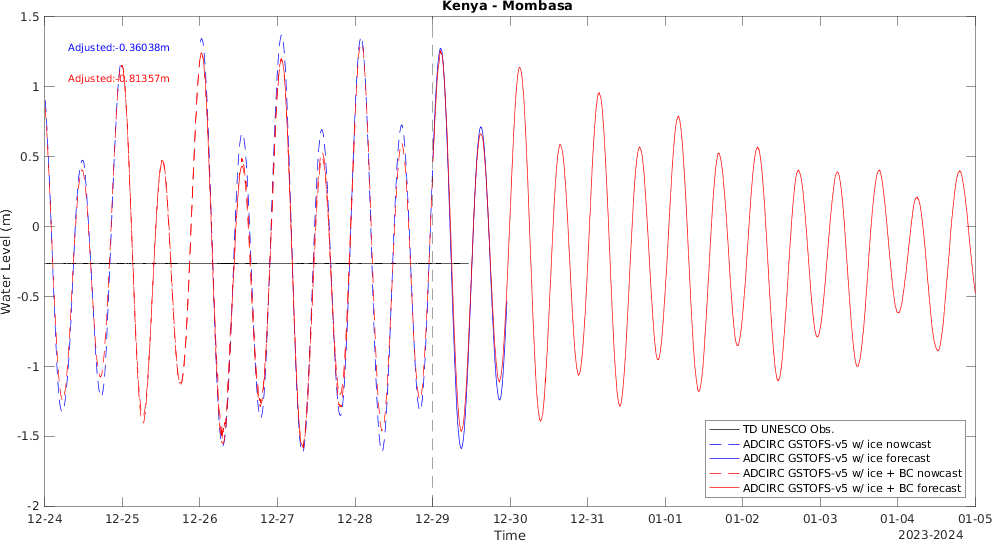 Kenya - Mombasa
Adjusted:-0.36038m
Adjusted:-0.81357m
1.5
1
0.5
0
-0.5
-1
-1.5
-2
Water Level (m)
TD UNESCO Obs.
ADCIRC GSTOFS-v5 w/ ice nowcast
ADCIRC GSTOFS-v5 w/ ice forecast
ADCIRC GSTOFS-v5 w/ ice + BC nowcast
ADCIRC GSTOFS-v5 w/ ice + BC forecast
12-24 12-25 12-26 12-27 12-28 12-29 12-30 12-31 01-01 01-02 01-03 01-04 01-05
Time
2023-2024